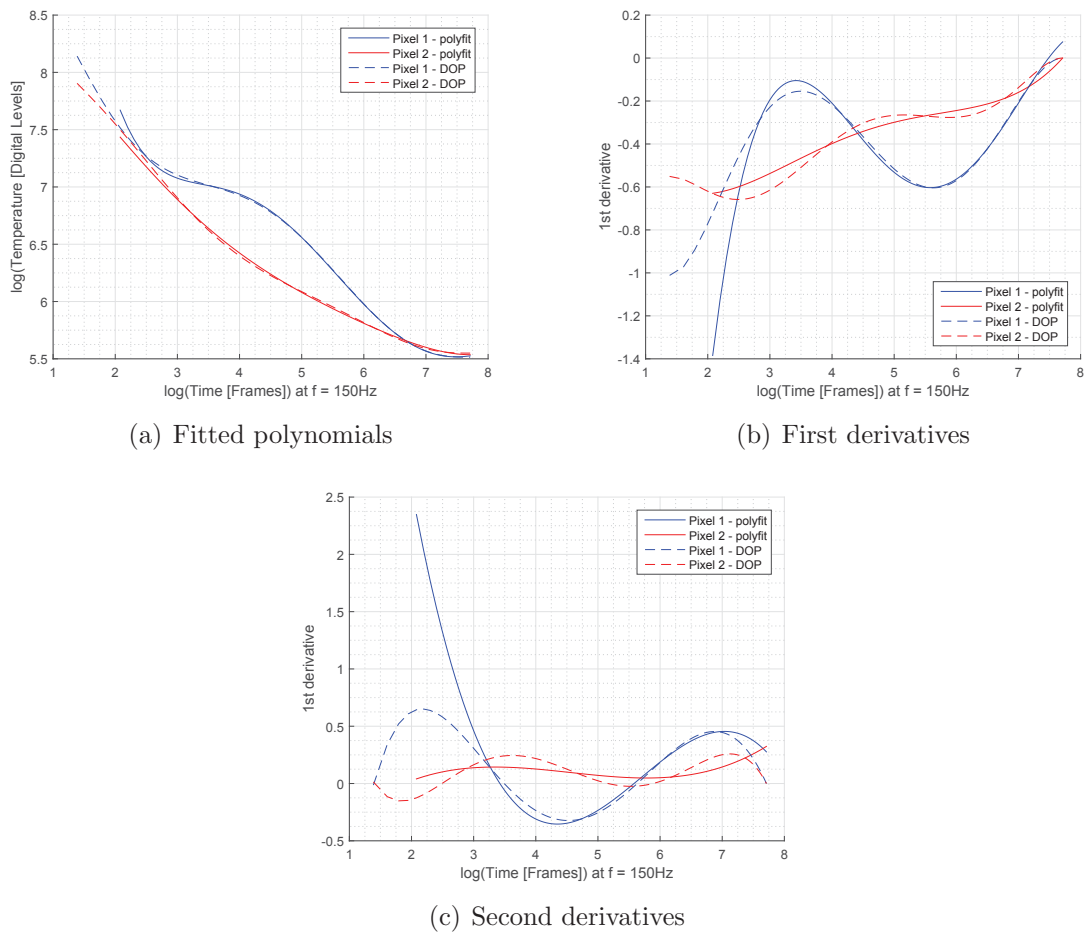 8.5
8
7.5
7
6.5
6
5.5
log(Temperature [Digital Levels])
Pixel 1 - polyfit
Pixel 2 - polyfit
Pixel 1 - DOP
Pixel 2 - DOP
1 2 3 4 5 6 7 8
log(Time [Frames]) at f = 150Hz
(a) Fitted polynomials
0.2
0
-0.2
-0.4
-0.6
-0.8
-1
-1.2
-1.4
1st derivative
Pixel 1 - polyfit
Pixel 2 - polyfit
Pixel 1 - DOP
Pixel 2 - DOP
1 2 3 4 5 6 7 8
log(Time [Frames]) at f = 150Hz
(b) First derivatives
2.5
2
1.5
1
0.5
0
-0.5
1st derivative
Pixel 1 - polyfit
Pixel 2 - polyfit
Pixel 1 - DOP
Pixel 2 - DOP
1 2 3 4 5 6 7 8
log(Time [Frames]) at f = 150Hz
(c) Second derivatives